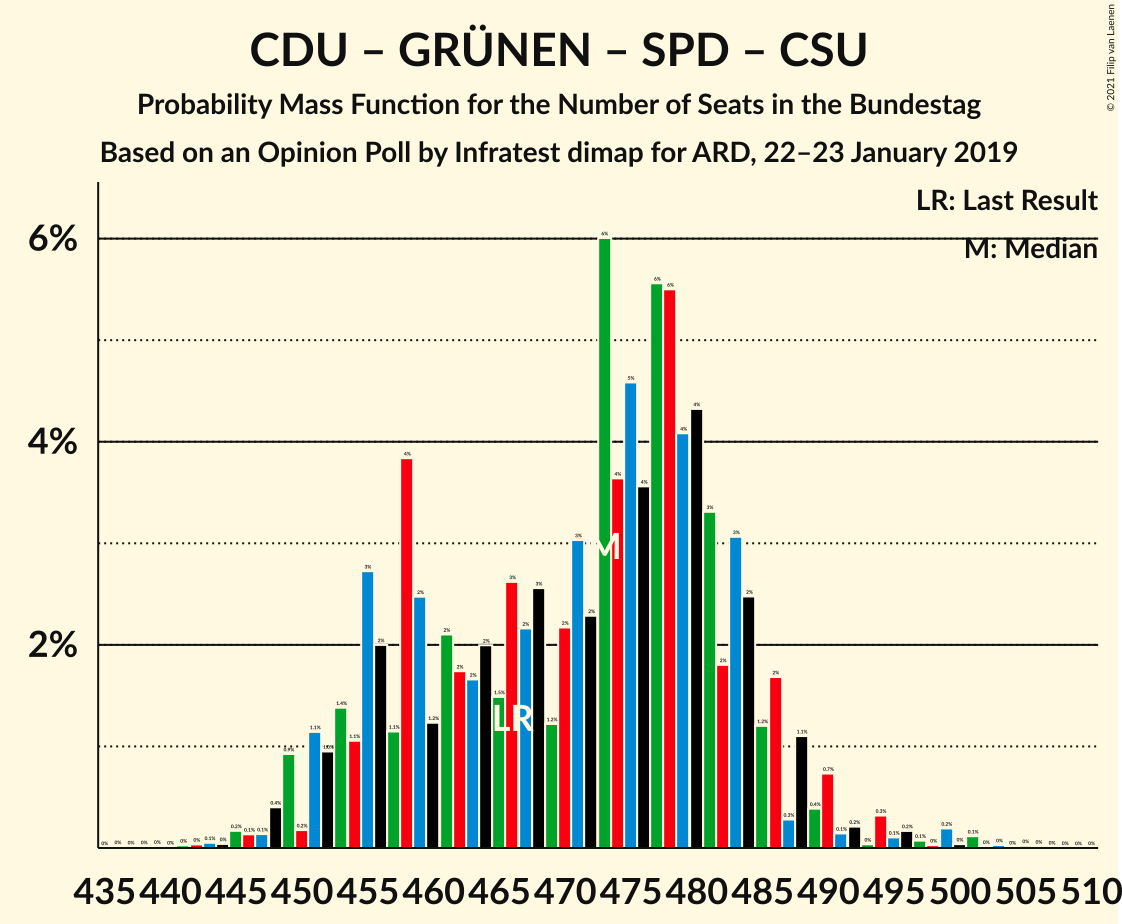 CDU – GRÜNEN – SPD – CSU
Probability Mass Function for the Number of Seats in the Bundestag
Based on an Opinion Poll by Infratest dimap for ARD, 22–23 January 2019
© 2021 Filip van Laenen
LR: Last Result
M: Median
6%
4%
2%
M
LR
435 440 445 450 455 460 465 470 475 480 485 490 495 500 505 510